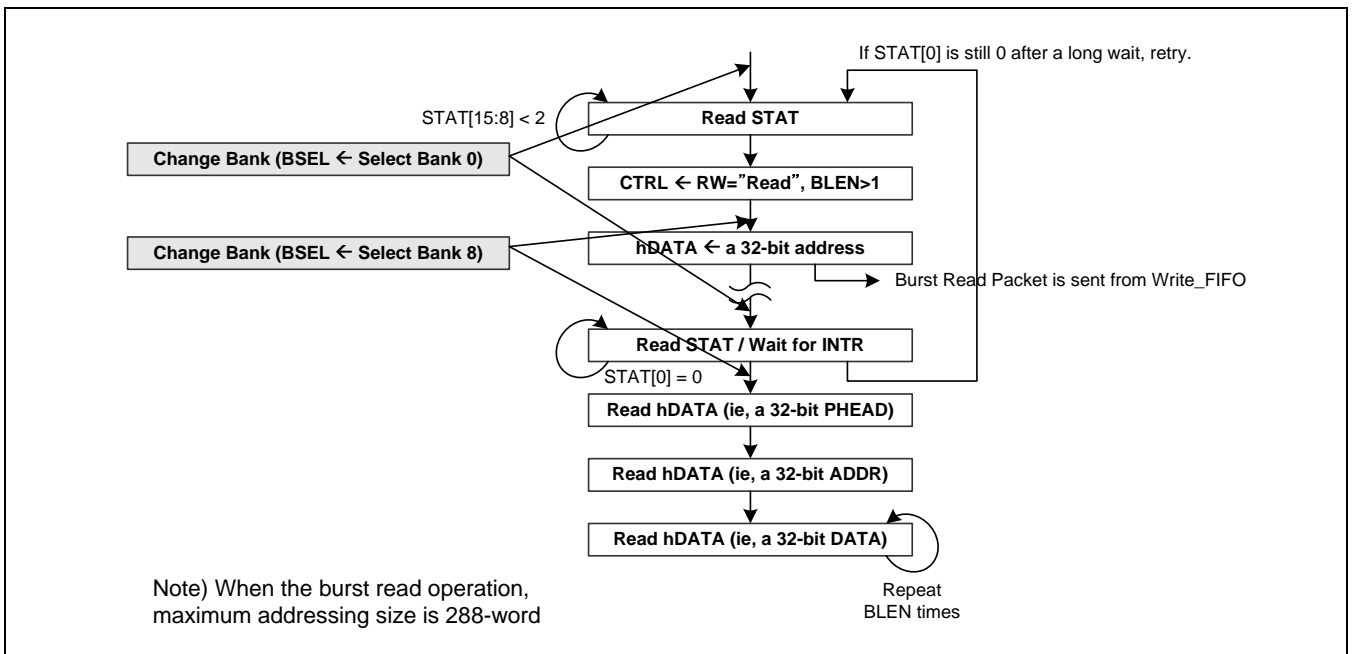 If STAT[0] is still 0 after a long wait, retry.
STAT[15:8] < 2
Read STAT
Change Bank (BSEL ← Select Bank 0)
CTRL ← RW="Read", BLEN>1
Change Bank (BSEL ← Select Bank 8)
hDATA ← a 32-bit address
Burst Read Packet is sent from Write_FIFO
Read STAT / Wait for INTR
STAT[0] = 0
Read hDATA (ie, a 32-bit PHEAD)
Read hDATA (ie, a 32-bit ADDR)
Read hDATA (ie, a 32-bit DATA)
Repeat
BLEN times
Note) When the burst read operation,
maximum addressing size is 288-word